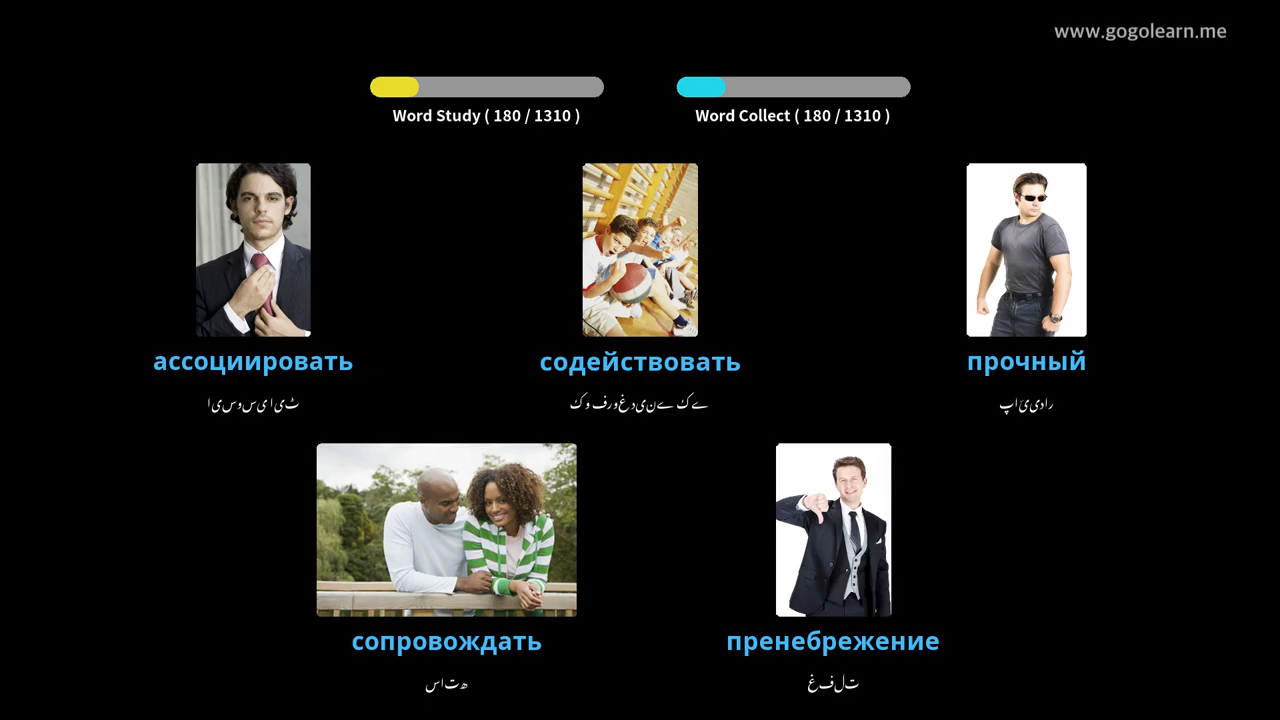 www.gogolearn.me
Word Study ( 180 / 1310 )
Word Collect ( 180 / 1310 )
ассоциировать
содействовать
прочный
ایسوسی ایٹ
کو فروغ دینے کے
پائیدار
сопровождать
пренебрежение
ساتھ
غفلت